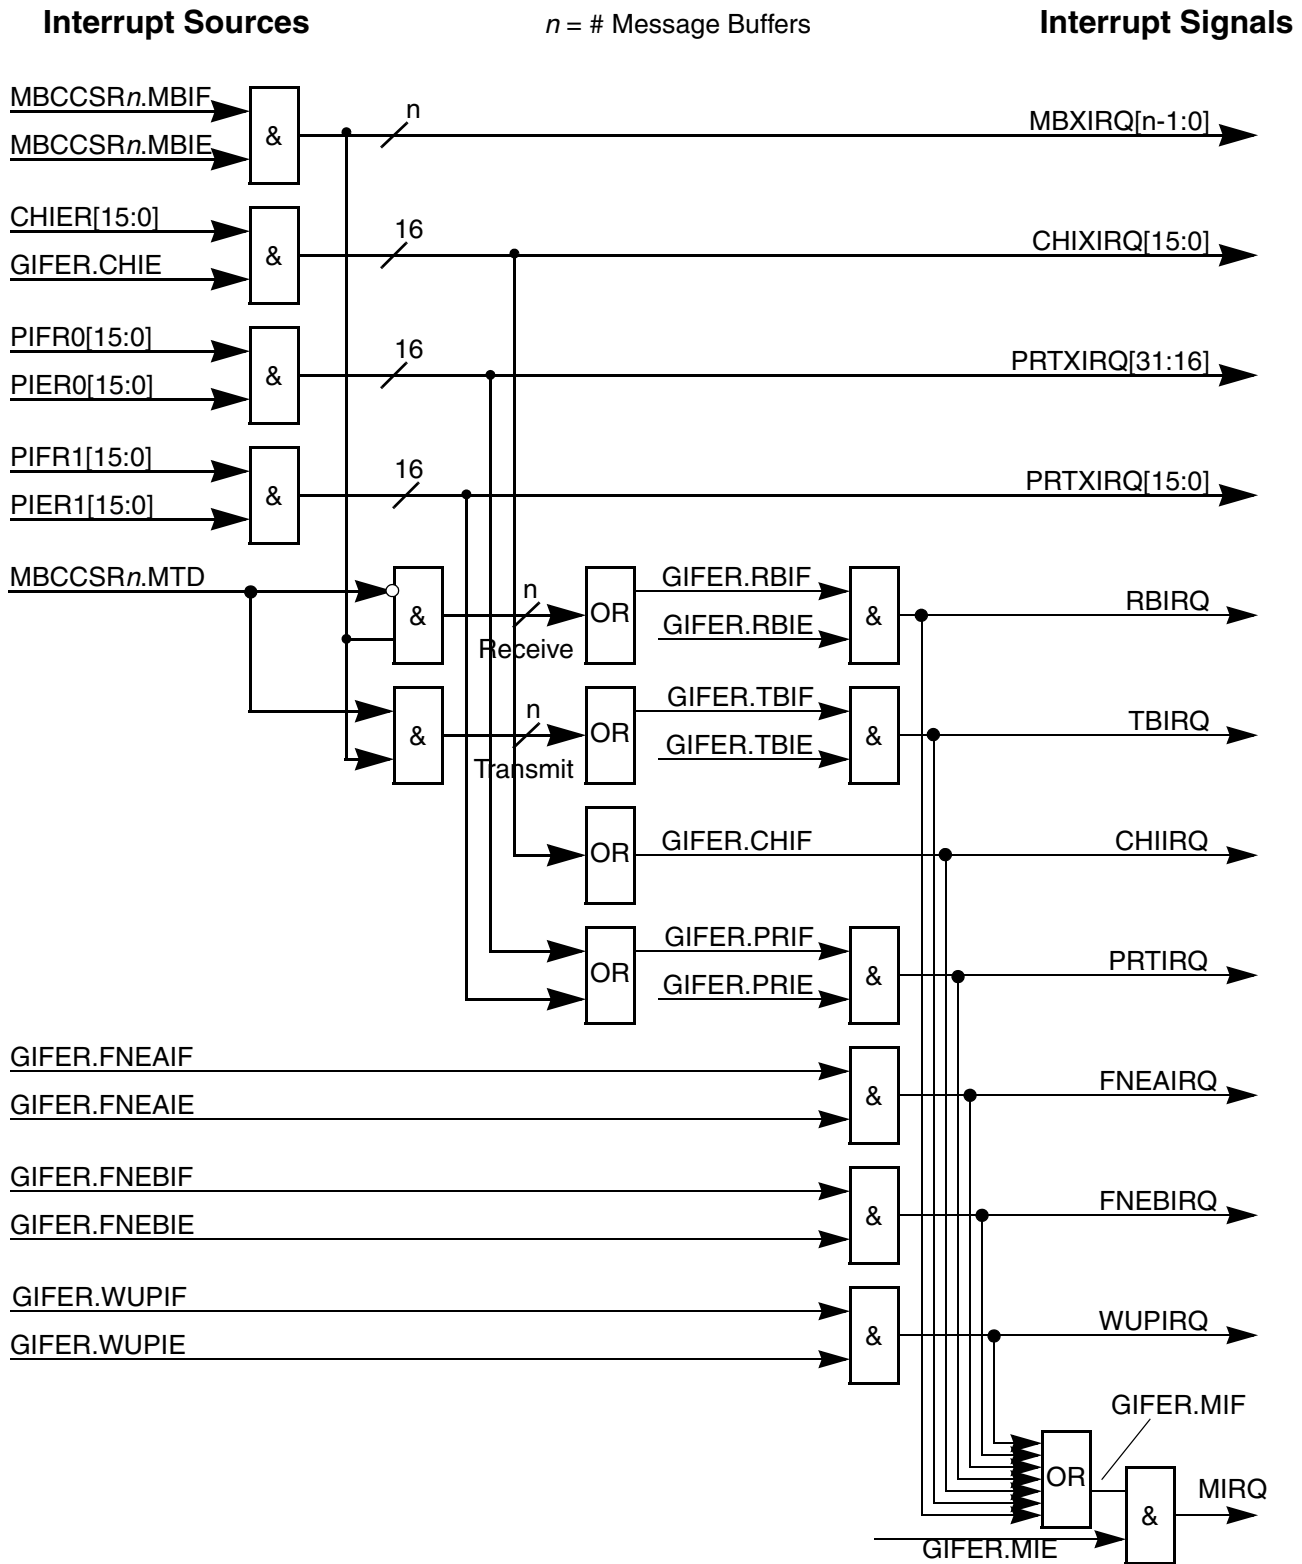 Interrupt Sources
n = # Message Buffers
Interrupt Signals
MBCCSRn.MBIF
n
MBXIRQ[n-1:0]
&
MBCCSRn.MBIE
CHIER[15:0]
16
CHIXIRQ[15:0]
&
GIFER.CHIE
PIFR0[15:0]
16
PRTXIRQ[31:16]
&
PIER0[15:0]
PIFR1[15:0]
16
PRTXIRQ[15:0]
&
PIER1[15:0]
MBCCSRn.MTD
&
n
Receive
OR
GIFER.RBIF
GIFER.RBIE
&
RBIRQ
&
n
Transmit
OR
GIFER.TBIF
GIFER.TBIE
&
TBIRQ
OR
GIFER.CHIF
CHIIRQ
OR
GIFER.PRIF
GIFER.PRIE
&
PRTIRQ
GIFER.FNEAIF
GIFER.FNEAIE
&
FNEAIRQ
GIFER.FNEBIF
GIFER.FNEBIE
&
FNEBIRQ
GIFER.WUPIF
GIFER.WUPIE
&
WUPIRQ
GIFER.MIF
OR
MIRQ
&
GIFER.MIE